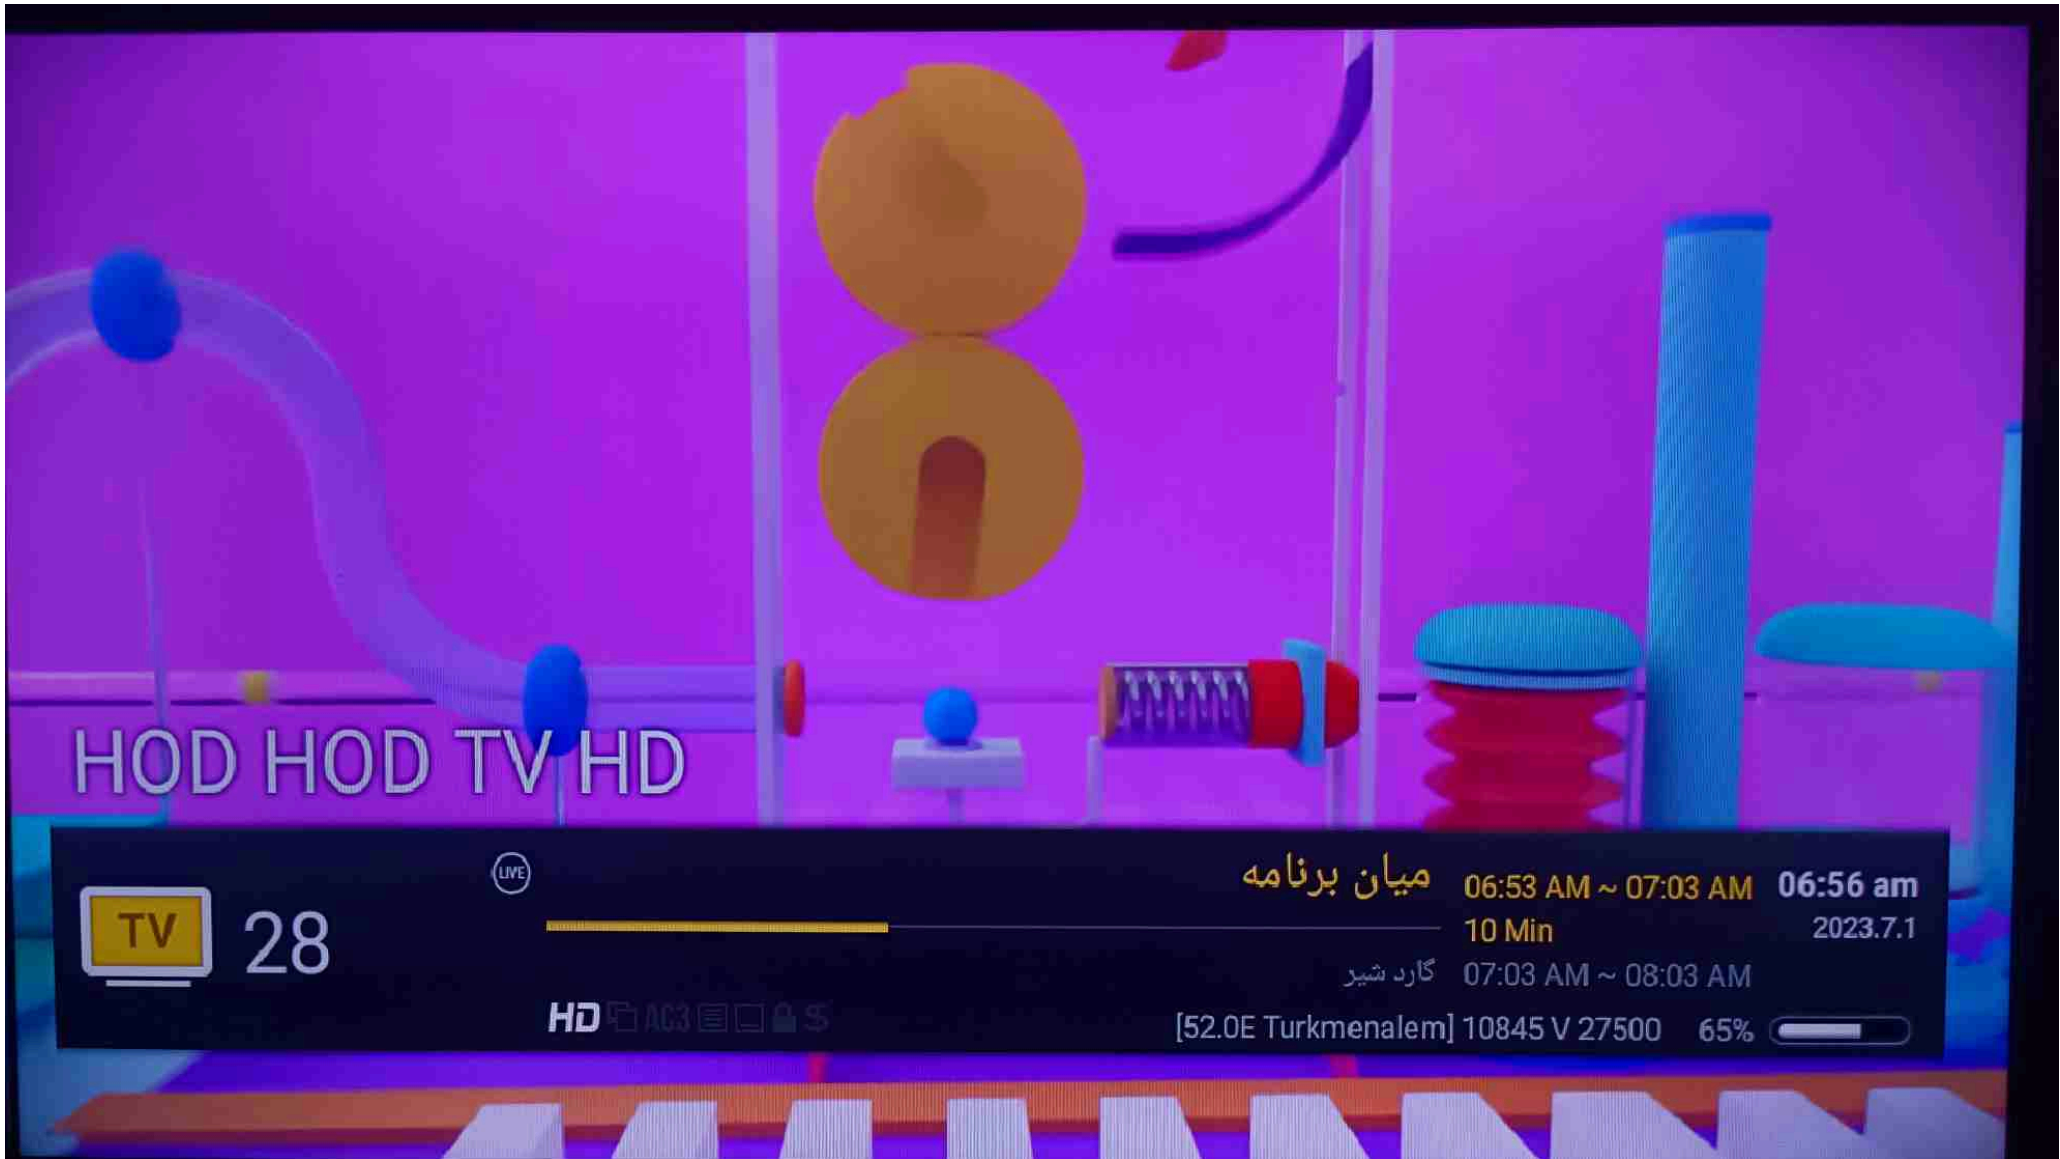 HOD HOD TV HD
LIVE
TV 28
میان برنامه 06:53 AM ~ 07:03 AM 06:56 am
10 Min 2023.7.1
گارد شیر 07:03 AM ~ 08:03 AM
HD AC3 [52.0E Turkmenalem] 10845 V 27500 65%